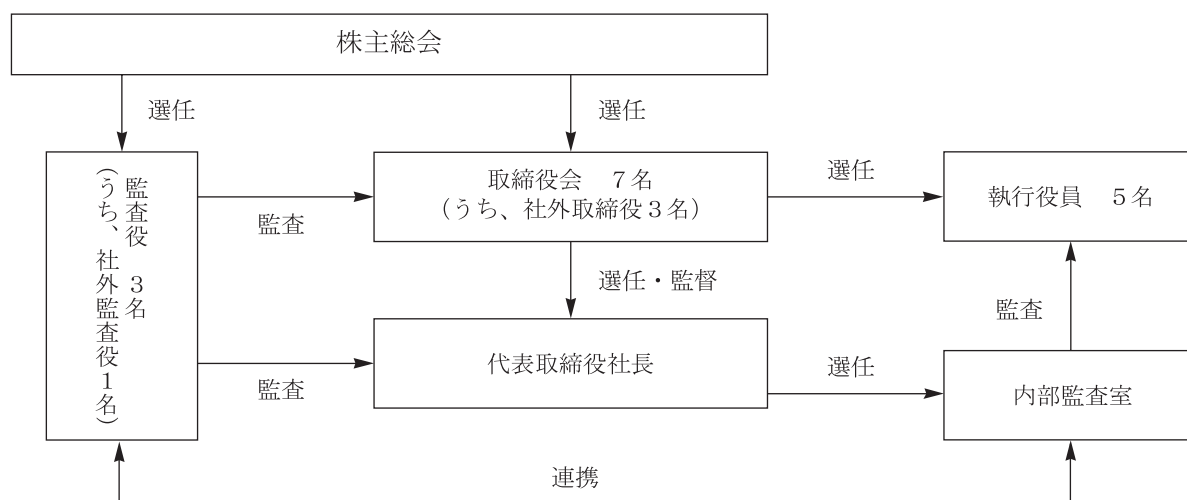 株主総会
選任
選任
監査役 3名
(うち、社外監査役1名)
監査
取締役会 7名
(うち、社外取締役3名)
選任
執行役員 5名
選任・監督
監査
監査
代表取締役社長
選任
内部監査室
連携